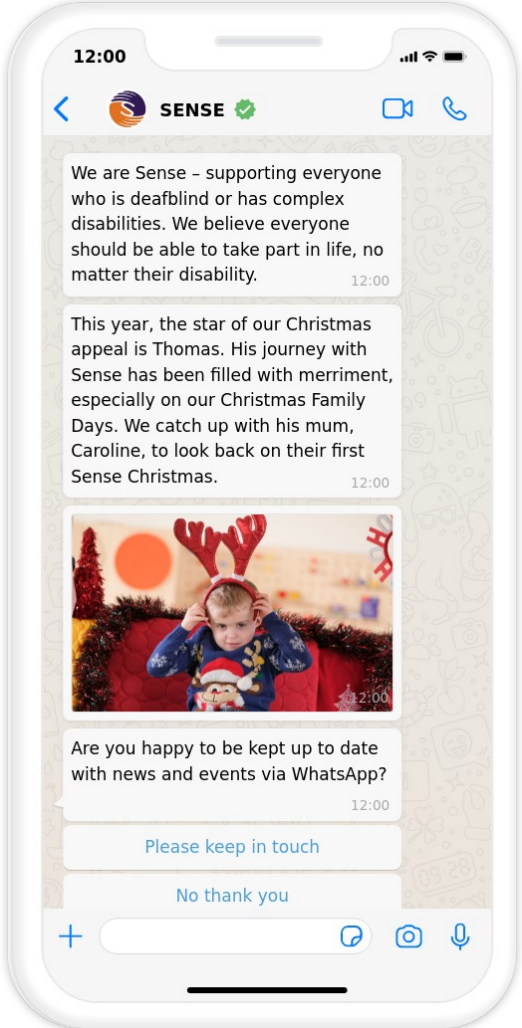 12:00
SENSE
We are Sense – supporting everyone
who is deafblind or has complex
disabilities. We believe everyone
should be able to take part in life, no
matter their disability.
12:00
This year, the star of our Christmas
appeal is Thomas. His journey with
Sense has been filled with merriment,
especially on our Christmas Family
Days. We catch up with his mum,
Caroline, to look back on their first
Sense Christmas.
12:00
12:00
Are you happy to be kept up to date
with news and events via WhatsApp?
12:00
Please keep in touch
No thank you